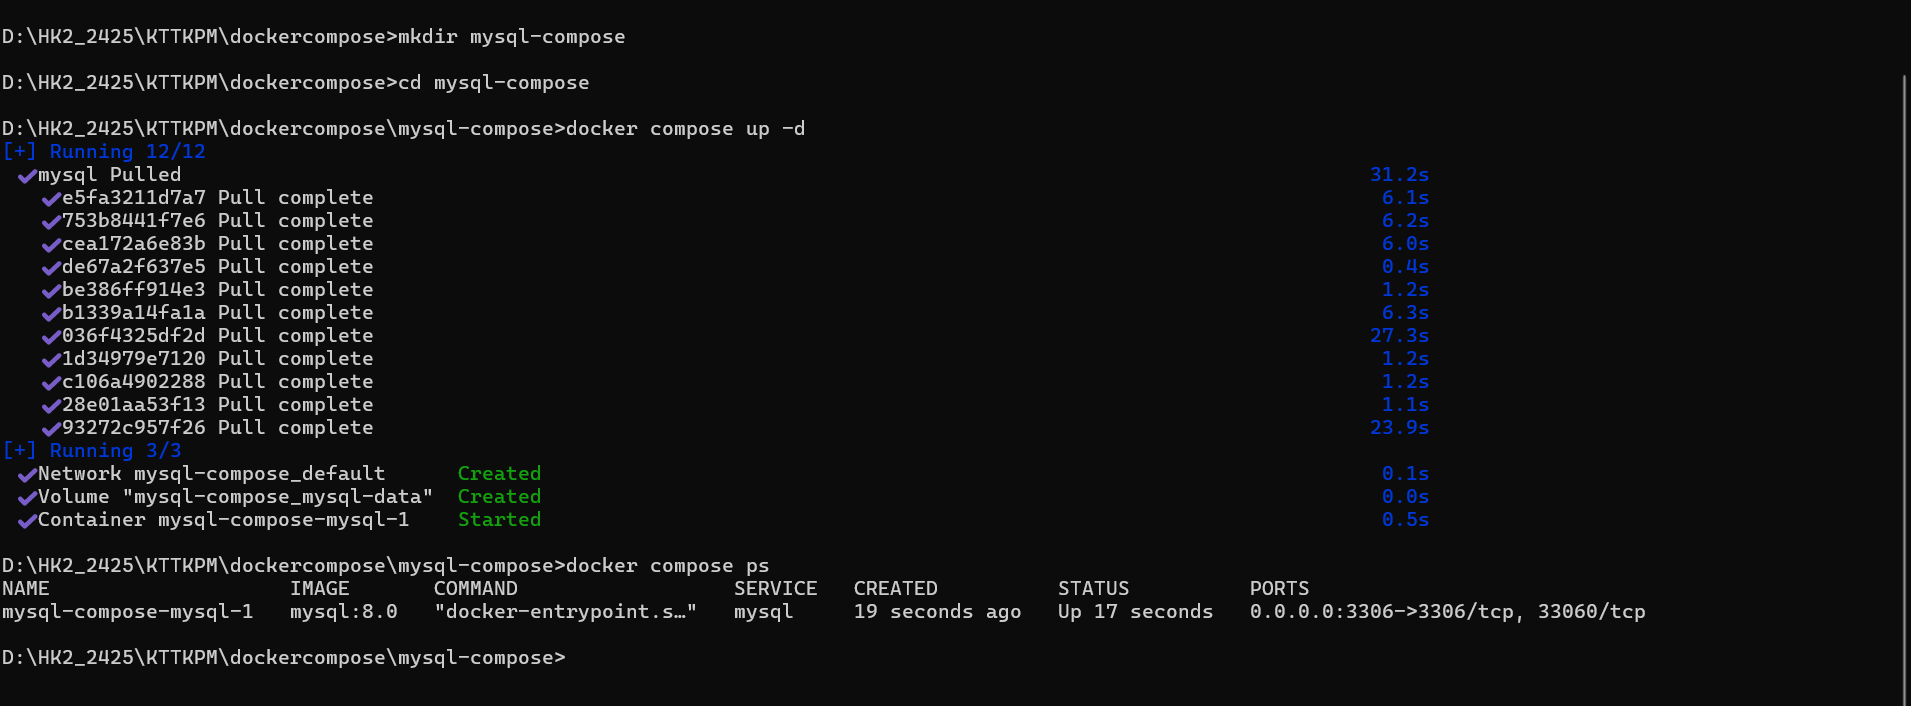 D:\HK2_2425\KTTKPM\dockercompose>mkdir mysql-compose
D:\HK2_2425\KTTKPM\dockercompose>cd mysql-compose
D:\HK2_2425\KTTKPM\dockercompose\mysql-compose>docker compose up -d
[+] Running 12/12
✔mysql Pulled 31.2s
✔e5fa3211d7a7 Pull complete 6.1s
✔753b8441f7e6 Pull complete 6.2s
✔cea172a6e83b Pull complete 6.0s
✔de67a2f637e5 Pull complete 0.4s
✔be386ff914e3 Pull complete 1.2s
✔b1339a14fa1a Pull complete 6.3s
✔036f4325df2d Pull complete 27.3s
✔1d34979e7120 Pull complete 1.2s
✔c106a4902288 Pull complete 1.2s
✔28e01aa53f13 Pull complete 1.1s
✔93272c957f26 Pull complete 23.9s
[+] Running 3/3
✔Network mysql-compose_default Created 0.1s
✔Volume "mysql-compose_mysql-data" Created 0.0s
✔Container mysql-compose-mysql-1 Started 0.5s
D:\HK2_2425\KTTKPM\dockercompose\mysql-compose>docker compose ps
NAME IMAGE COMMAND SERVICE CREATED STATUS PORTS
mysql-compose-mysql-1 mysql:8.0 "docker-entrypoint.s…" mysql 19 seconds ago Up 17 seconds 0.0.0.0:3306->3306/tcp, 33060/tcp
D:\HK2_2425\KTTKPM\dockercompose\mysql-compose>